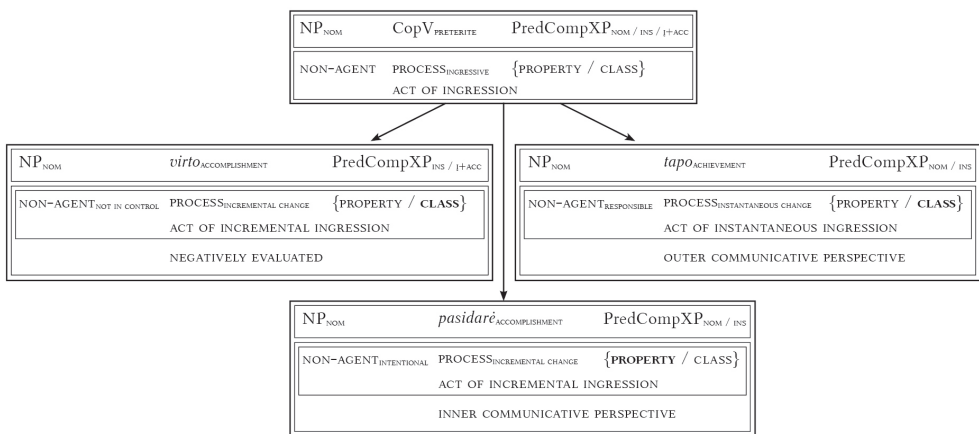 NP NOM CopV PRETERITE PredCompXP NOM / INS / Į+ACC
NON-AGENT PROCESS INGRESSIVE {PROPERTY / CLASS}
ACT OF INGRESSION
NP NOM virto ACCOMPLISHMENT PredCompXP INS / Į+ACC
NON-AGENT NOT IN CONTROL PROCESS INCREMENTAL CHANGE {PROPERTY / CLASS}
ACT OF INCREMENTAL INGRESSION
NEGATIVELY EVALUATED
NP NOM tapo ACHIEVEMENT PredCompXP NOM / INS
NON-AGENT RESPONSIBLE PROCESS INSTANTANEOUS CHANGE {PROPERTY / CLASS}
ACT OF INSTANTANEOUS INGRESSION
OUTER COMMUNICATIVE PERSPECTIVE
NP NOM pasidarė ACCOMPLISHMENT PredCompXP NOM / INS
NON-AGENT INTENTIONAL PROCESS INCREMENTAL CHANGE {PROPERTY / CLASS}
ACT OF INCREMENTAL INGRESSION
INNER COMMUNICATIVE PERSPECTIVE